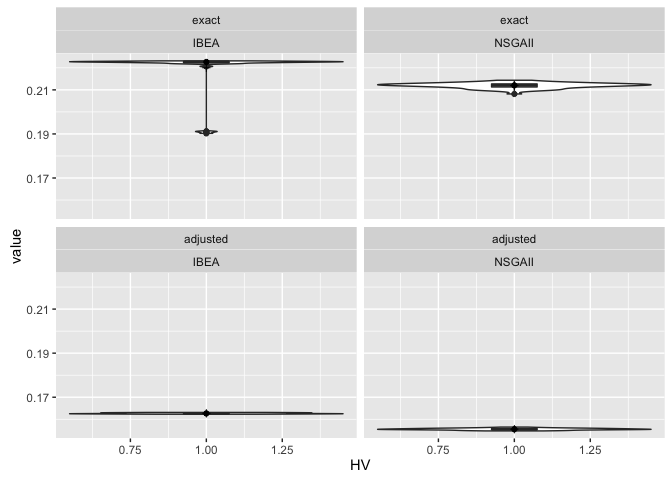 exact
exact
IBEA
NSGAII
0.21
0.19
0.17
adjusted
adjusted
IBEA
NSGAII
0.21
0.19
0.17
0.75
1.00
1.25
0.75
1.00
1.25
HV
value